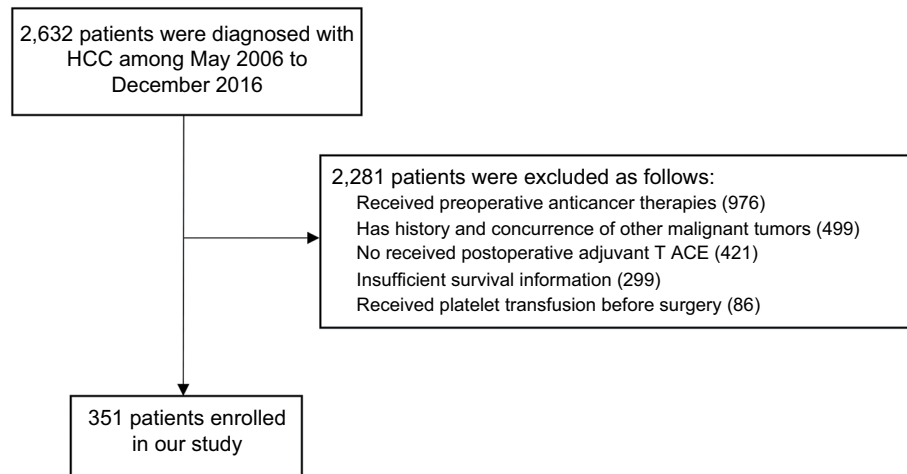 2,632 patients were diagnosed with
HCC among May 2006 to
December 2016
2,281 patients were excluded as follows:
Received preoperative anticancer therapies (976)
Has history and concurrence of other malignant tumors (499)
No received postoperative adjuvant T ACE (421)
Insufficient survival information (299)
Received platelet transfusion before surgery (86)
351 patients enrolled
in our study